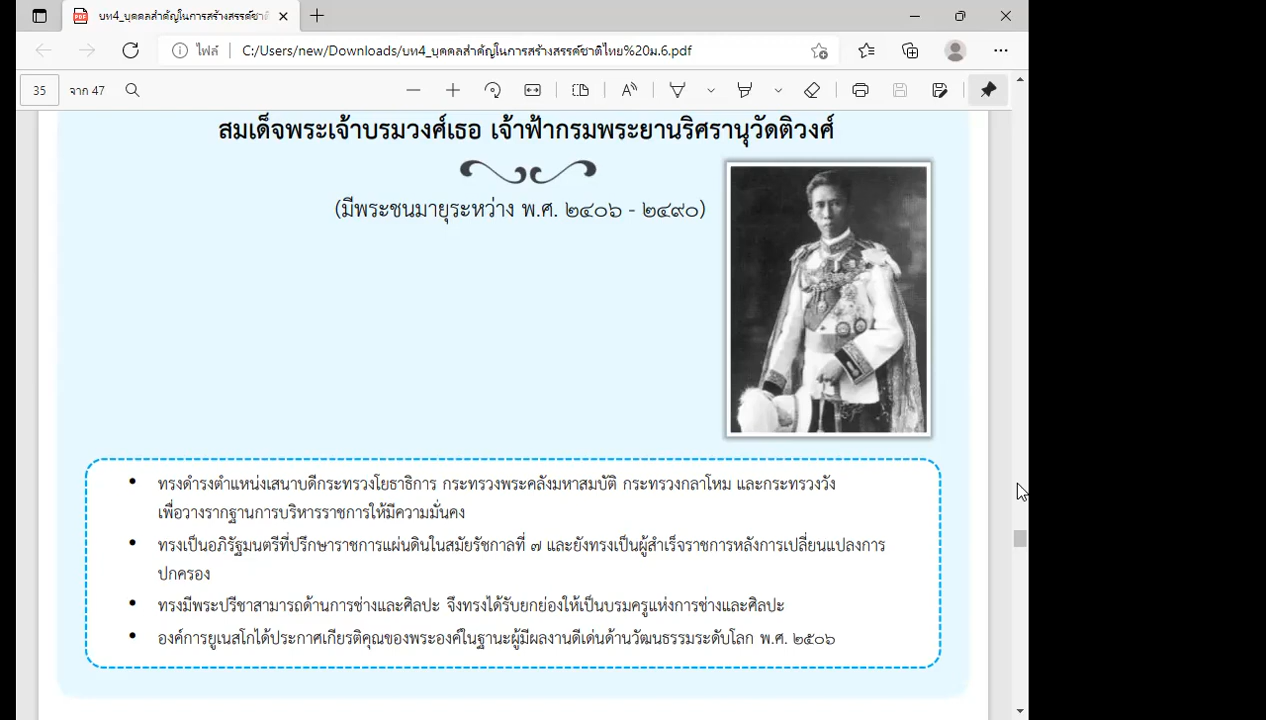 บท4_บุคคลสำคัญในการสร้างสรรค์ชาติ
ไฟล์ C:/Users/new/Downloads/บท4_บุคคลสำคัญในการสร้างสรรค์ชาติไทย%20ม.6.pdf
35 จาก 47
สมเด็จพระเจ้าบรมวงศ์เธอ เจ้าฟ้ากรมพระยานริศรานุวัดติวงศ์
(มีพระชนมายุระหว่าง พ.ศ. ๒๔๐๖ - ๒๔๙๐)
• ทรงดำรงตำแหน่งเสนาบดีกระทรวงโยธาธิการ กระทรวงพระคลังมหาสมบัติ กระทรวงกลาโหม และกระทรวงวัง
เพื่อวางรากฐานการบริหารราชการให้มีความมั่นคง
• ทรงเป็นอภิรัฐมนตรีที่ปรึกษาราชการแผ่นดินในสมัยรัชกาลที่ ๗ และยังทรงเป็นผู้สำเร็จราชการหลังการเปลี่ยนแปลงการ
ปกครอง
• ทรงมีพระปรีชาสามารถด้านการช่างและศิลปะ จึงทรงได้รับยกย่องให้เป็นบรมครูแห่งการช่างและศิลปะ
• องค์การยูเนสโกได้ประกาศเกียรติคุณของพระองค์ในฐานะผู้มีผลงานดีเด่นด้านวัฒนธรรมระดับโลก พ.ศ. ๒๕๐๖